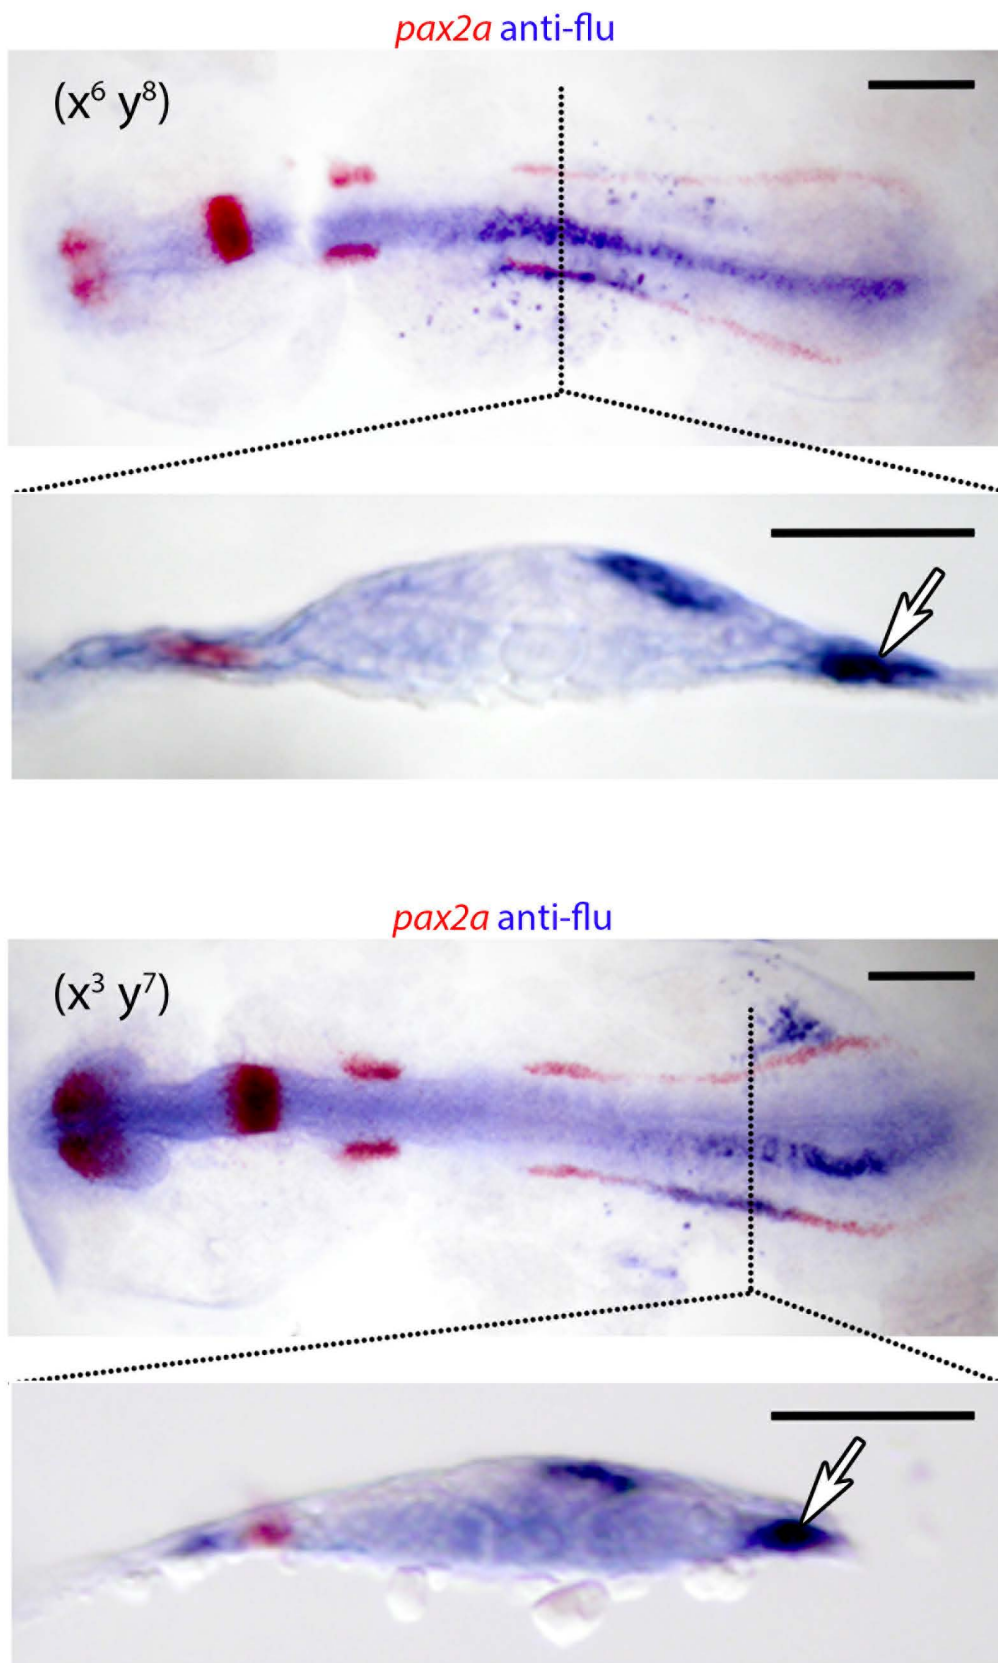 pax2a anti-flu
(x⁶ y⁸)
pax2a anti-flu
(x³ y⁷)